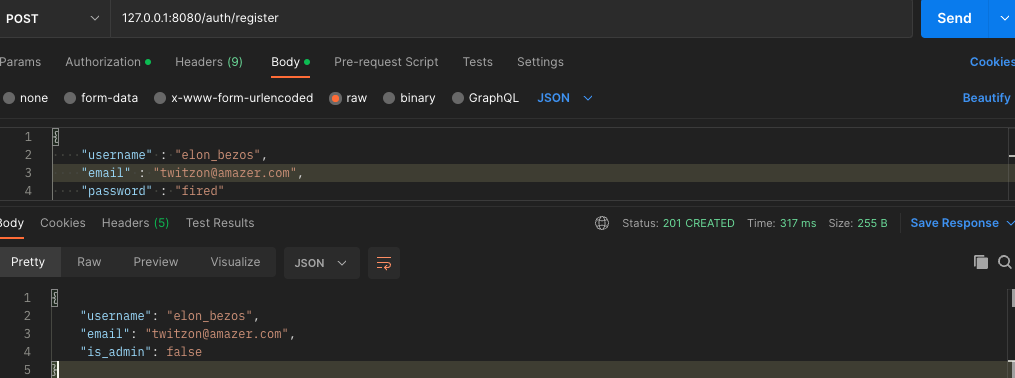 POST 127.0.0.1:8080/auth/register Send
Params Authorization Headers (9) Body Pre-request Script Tests Settings Cookies
none form-data x-www-form-urlencoded raw binary GraphQL JSON Beautify
1 {
2 "username" : "elon_bezos",
3 "email" : "twitzon@amazer.com",
4 "password" : "fired"
Body Cookies Headers (5) Test Results Status: 201 CREATED Time: 317 ms Size: 255 B Save Response
Pretty Raw Preview Visualize JSON
1 {
2 "username": "elon_bezos",
3 "email": "twitzon@amazer.com",
4 "is_admin": false
5 }